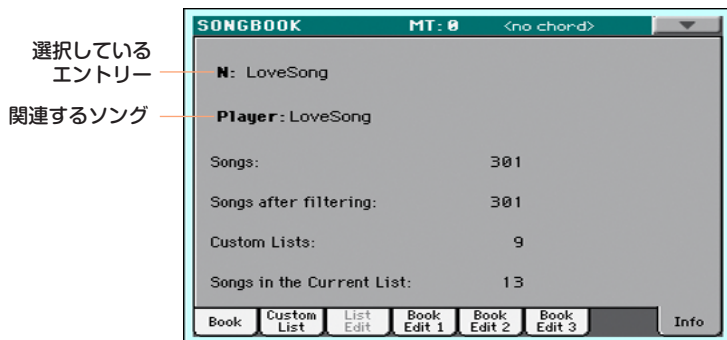 SONGBOOK MT: 0 <no chord>
選択している
エントリー
N: LoveSong
関連するソング
Player: LoveSong
Songs: 301
Songs after filtering: 301
Custom Lists: 9
Songs in the Current List: 13
Book
Custom
List
List
Edit
Book
Edit 1
Book
Edit 2
Book
Edit 3
Info